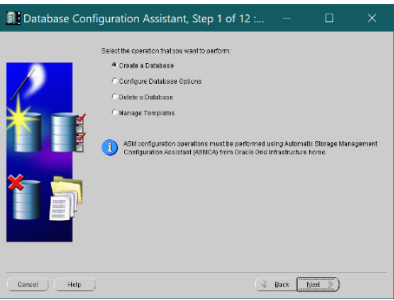 Database Configuration Assistant, Step 1 of 12 :...
Select the operation that you want to perform:
Create a Database
Configure Database Options
Delete a Database
Manage Templates
ASM configuration operations must be performed using Automatic Storage Management
Configuration Assistant (ASMCA) from Oracle Grid Infrastructure home.
Cancel Help Back Next